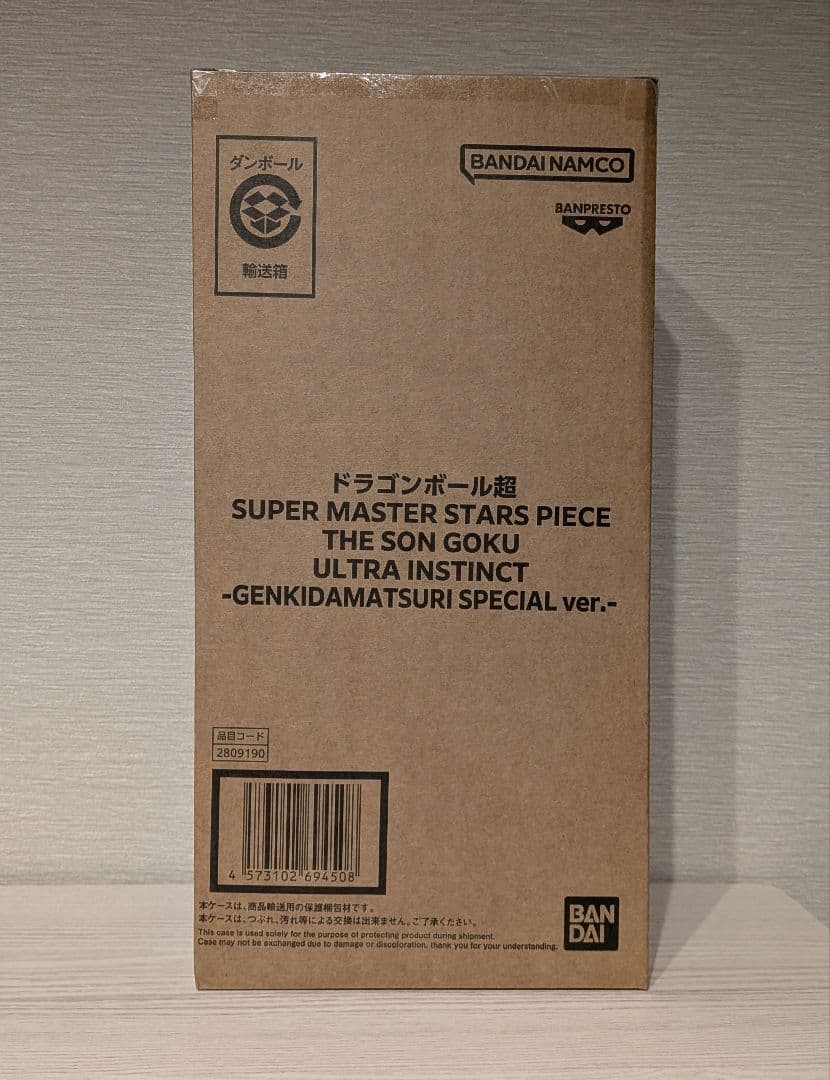 ダンボール
輸送箱
BANDAI NAMCO
BANPRESTO
ドラゴンボール超
SUPER MASTER STARS PIECE
THE SON GOKU
ULTRA INSTINCT
-GENKIDAMATSURI SPECIAL ver.-
品目コード
2809190
4 573102 694508
本ケースは、商品輸送用の保護梱包材です。
本ケースは、つぶれ、汚れ等による交換は出来ません。ご了承ください。
This case is used solely for the purpose of protecting product during shipment.
Case may not be exchanged due to damage or discoloration. thank you for your understanding.
BAN
DAI